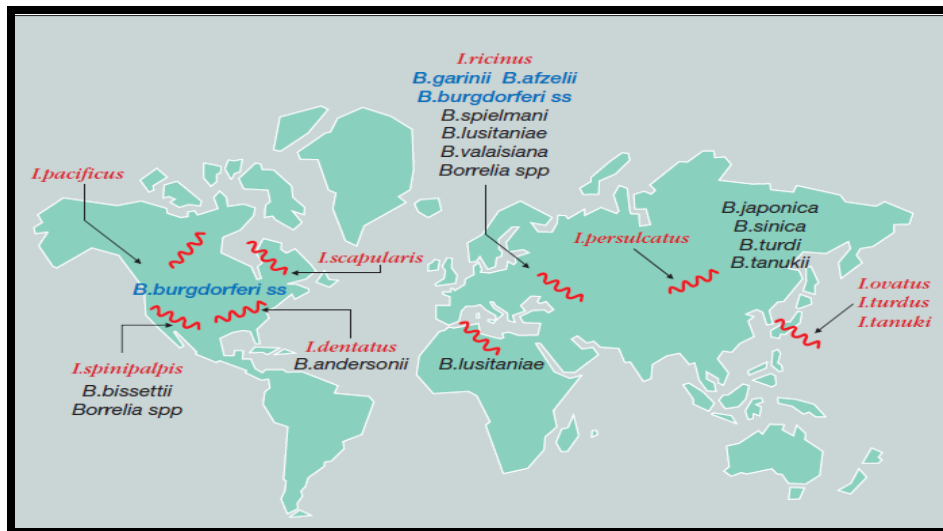 I.ricinus
B.garinii B.afzelii
B.burgdorferi ss
B.spielmani
B.lusitaniae
B.valaisiana
Borrelia spp
I.pacificus
I.scapularis
B.burgdorferi ss
I.dentatus
B.andersonii
I.spinipalpis
B.bissettii
Borrelia spp
B.lusitaniae
I.persulcatus
B.japonica
B.sinica
B.turdi
B.tanukii
I.ovatus
I.turdus
I.tanuki